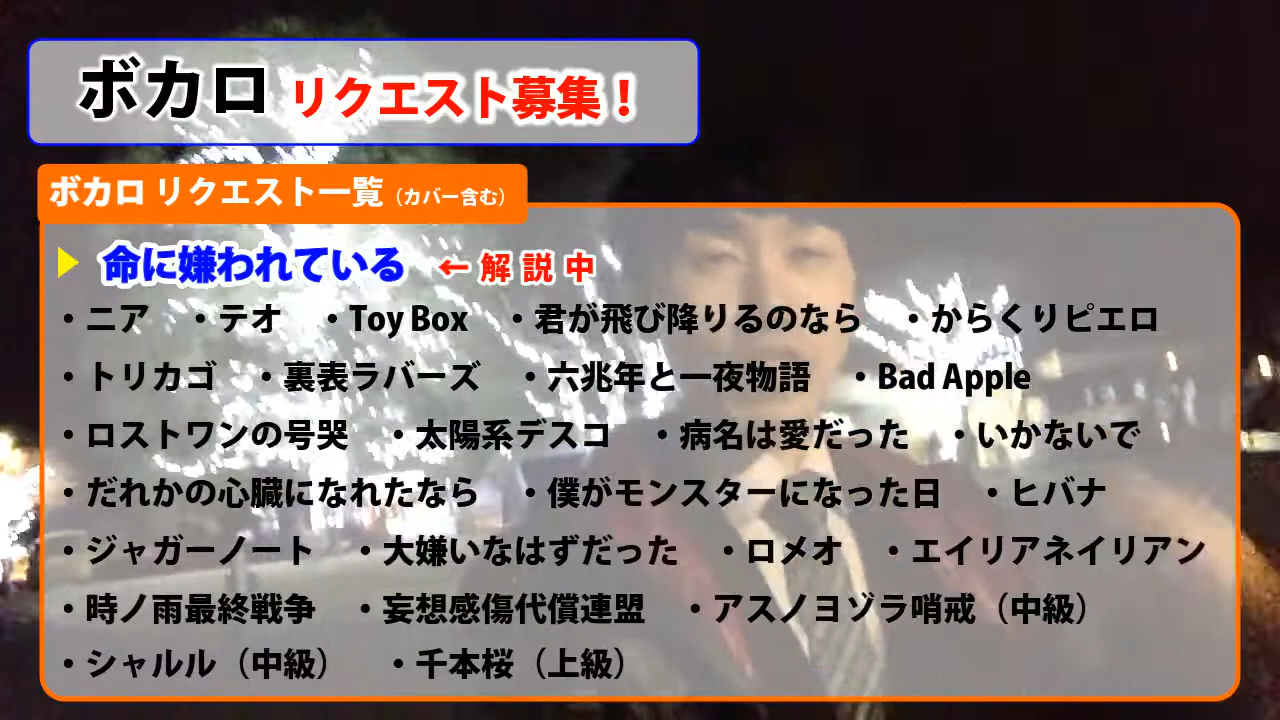 ボカロ リクエスト募集！
ボカロ リクエスト一覧（カバー含む）
命に嫌われている ←解説中
・ニア ・テオ ・Toy Box ・君が飛び降りるのなら ・からくりピエロ
・トリカゴ ・裏表ラバーズ ・六兆年と一夜物語 ・Bad Apple
・ロストワンの号哭 ・太陽系デスコ ・病名は愛だった ・いかないで
・だれかの心臓になれたなら ・僕がモンスターになった日 ・ヒバナ
・ジャガーノート ・大嫌いなはずだった ・ロメオ ・エイリアネイリアン
・時ノ雨最終戦争 ・妄想感傷代償連盟 ・アスノヨゾラ哨戒（中級）
・シャルル（中級） ・千本桜（上級）